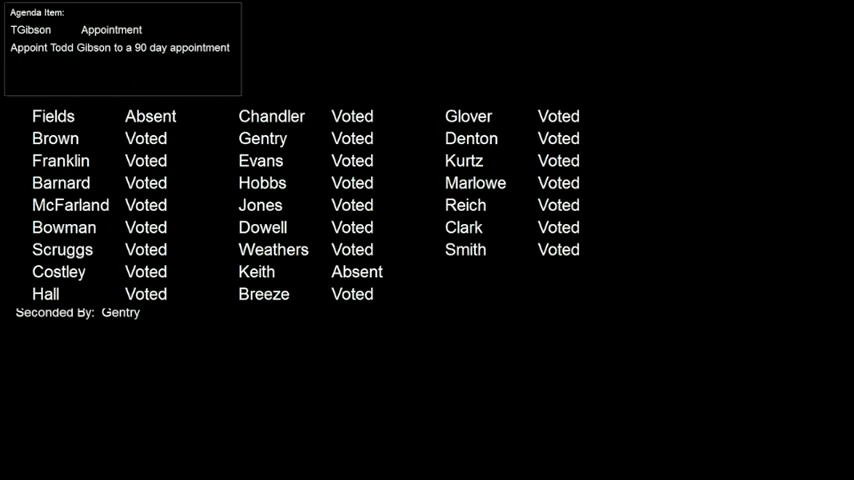 Agenda Item:
TGibson Appointment
Appoint Todd Gibson to a 90 day appointment
Fields Absent Chandler Voted Glover Voted
Brown Voted Gentry Voted Denton Voted
Franklin Voted Evans Voted Kurtz Voted
Barnard Voted Hobbs Voted Marlowe Voted
McFarland Voted Jones Voted Reich Voted
Bowman Voted Dowell Voted Clark Voted
Scruggs Voted Weathers Voted Smith Voted
Costley Voted Keith Absent
Hall Voted Breeze Voted
Seconded By: Gentry